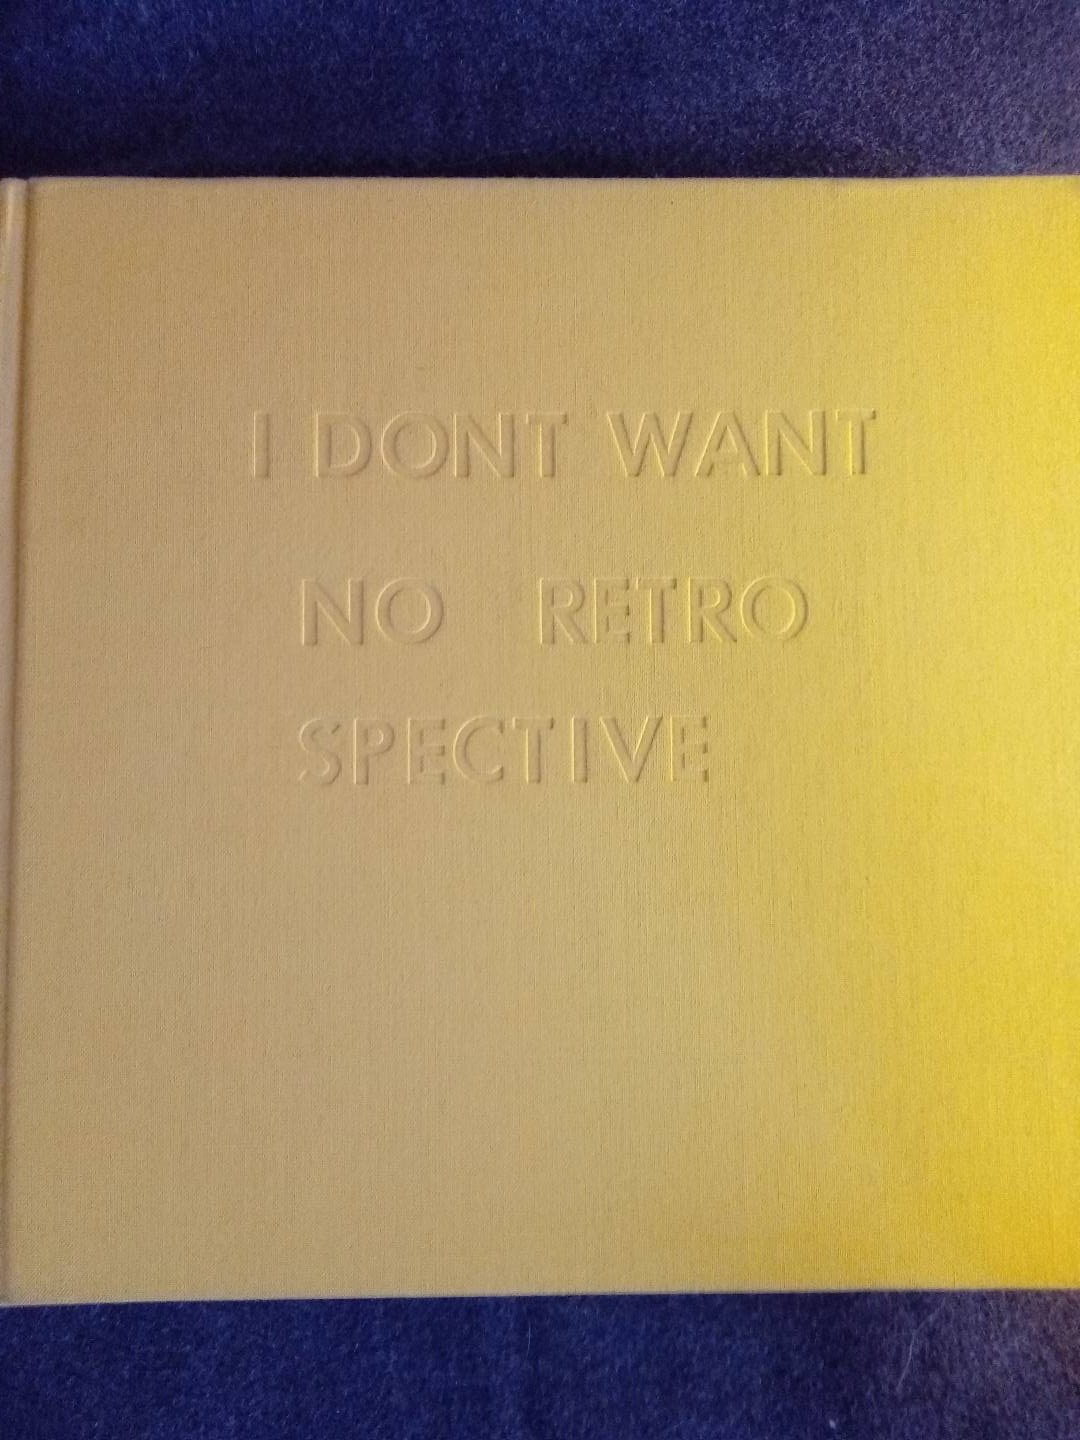 I DONT WANT
NO RETRO
SPECTIVE